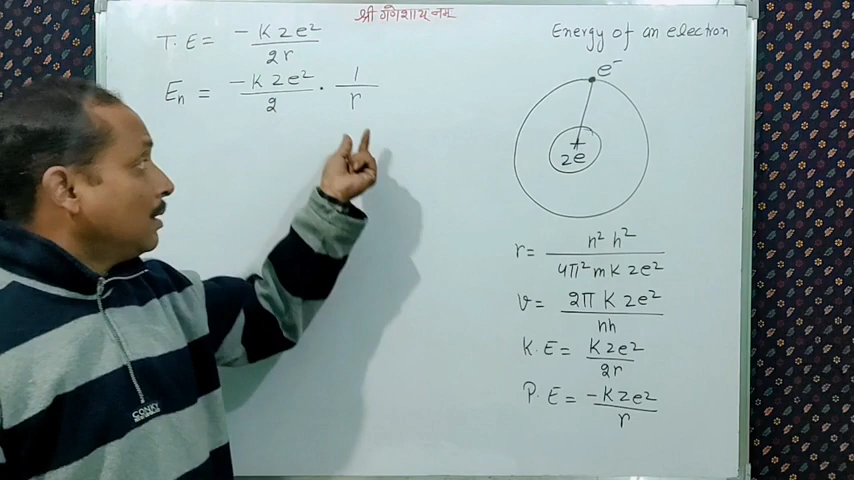 श्री गणेशाय नमः
Energy of an electron
T. E = -KZe²/2r
Eₙ = -KZe²/2 · 1/r
e⁻
+
Ze
r = n²h²/4π²mKZe²
v = 2πKZe²/nh
K.E = KZe²/2r
P.E = -KZe²/r
CONKY